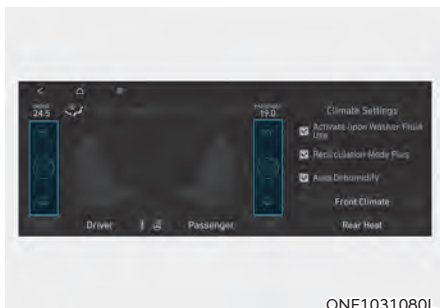 24.5
19.0
Climate Settings
Activate upon Washer Fluid
Use
Recirculation Mode Plus
Auto Dehumidify
Front Climate
Driver
Passenger
Rear Heat
ONE1031080L